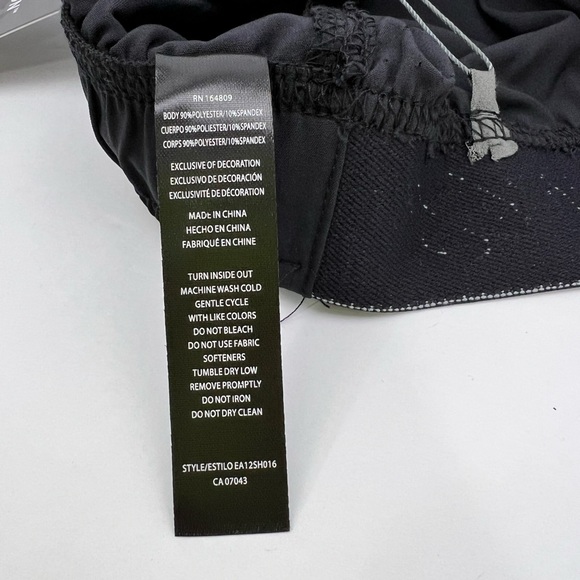 RN 164809
BODY 90%POLYESTER/10%SPANDEX
CUERPO 90%POLIESTER/10%SPANDEX
CORPS 90%POLYESTER/10%SPANDEX
EXCLUSIVE OF DECORATION
EXCLUSIVO DE DECORACIÓN
EXCLUSIVITÉ DE DÉCORATION
MADE IN CHINA
HECHO EN CHINA
FABRIQUÉ EN CHINE
TURN INSIDE OUT
MACHINE WASH COLD
GENTLE CYCLE
WITH LIKE COLORS
DO NOT BLEACH
DO NOT USE FABRIC
SOFTENERS
TUMBLE DRY LOW
REMOVE PROMPTLY
DO NOT IRON
DO NOT DRY CLEAN
STYLE/ESTILO EA12SH016
CA 07043